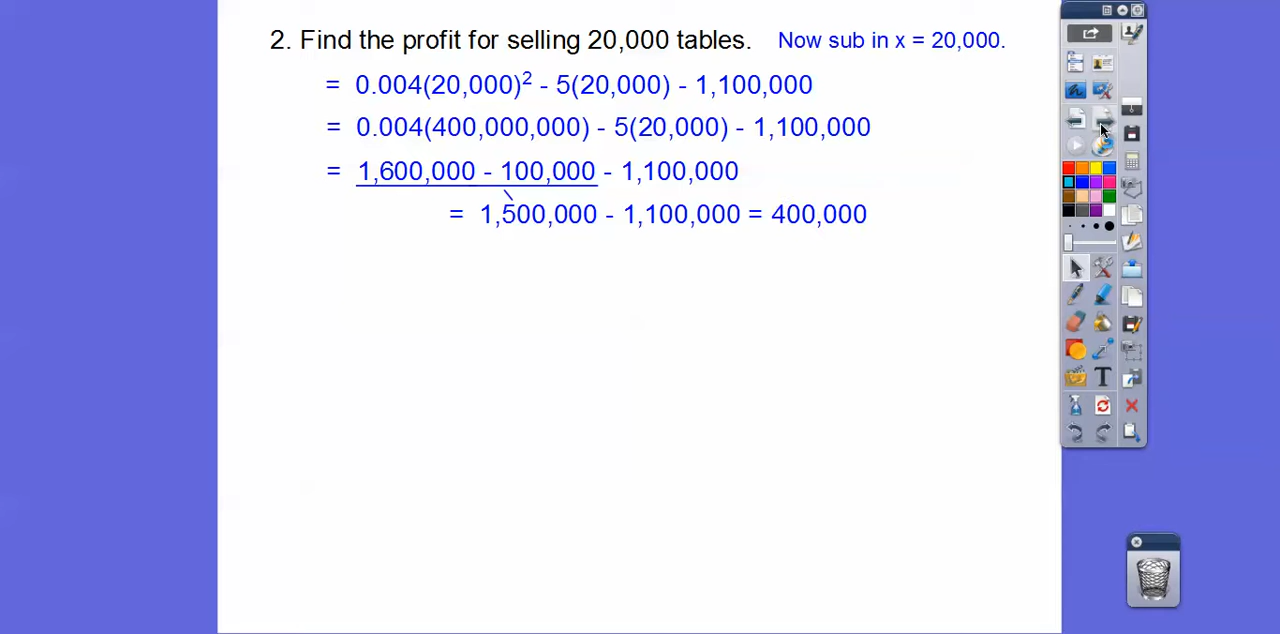 2. Find the profit for selling 20,000 tables. Now sub in x = 20,000.
= 0.004(20,000)² - 5(20,000) - 1,100,000
= 0.004(400,000,000) - 5(20,000) - 1,100,000
= 1,600,000 - 100,000 - 1,100,000
= 1,500,000 - 1,100,000 = 400,000